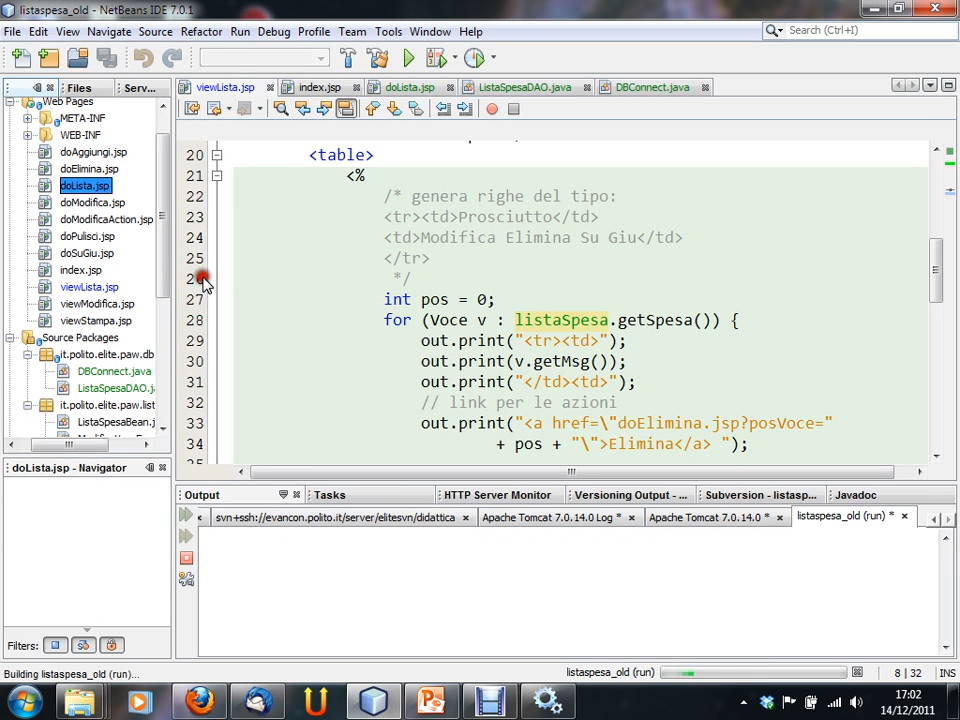 listaspesa_old - NetBeans IDE 7.0.1
File Edit View Navigate Source Refactor Run Debug Profile Team Tools Window Help
Search (Ctrl+I)
Files Serv...
viewLista.jsp index.jsp doLista.jsp ListaSpesaDAO.java DBConnect.java
Web Pages
META-INF
WEB-INF
doAggiungi.jsp
doElimina.jsp
doLista.jsp
doModifica.jsp
doModificaAction.jsp
doPulisci.jsp
doSuGiu.jsp
index.jsp
viewLista.jsp
viewModifica.jsp
viewStampa.jsp
Source Packages
it.polito.elite.paw.db
DBConnect.java
ListaSpesaDAO.ja
it.polito.elite.paw.list
ListaSpesaBean.j
20 <table>
21 <%
22 /* genera righe del tipo:
23 <tr><td>Prosciutto</td>
24 <td>Modifica Elimina Su Giu</td>
25 </tr>
*/
27 int pos = 0;
28 for (Voce v : listaSpesa.getSpesa()) {
29 out.print("<tr><td>");
30 out.print(v.getMsg());
31 out.print("</td><td>");
32 // link per le azioni
33 out.print("<a href=\"doElimina.jsp?posVoce="
34 + pos + "\">Elimina</a> ");
doLista.jsp - Navigator
Filters:
Output Tasks HTTP Server Monitor Versioning Output - ... Subversion - listasp... Javadoc
svn+ssh://evancon.polito.it/server/elitesvn/didattica Apache Tomcat 7.0.14.0 Log * Apache Tomcat 7.0.14.0 * listaspesa_old (run) *
Building listaspesa_old (run)... listaspesa_old (run) 8 | 32 INS
17:02
14/12/2011